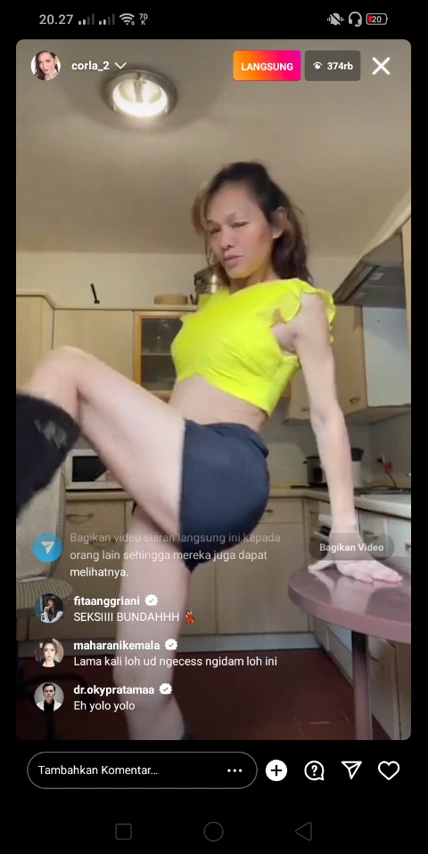 20.27
70
K
20
corla_2
LANGSUNG
374rb
Bagikan video siaran langsung ini kepada
orang lain sehingga mereka juga dapat
melihatnya.
Bagikan Video
fitaanggriani
SEKSIIII BUNDAHHH 💃
maharanikemala
Lama kali loh ud ngecess ngidam loh ini
dr.okypratamaa
Eh yolo yolo
Tambahkan Komentar...